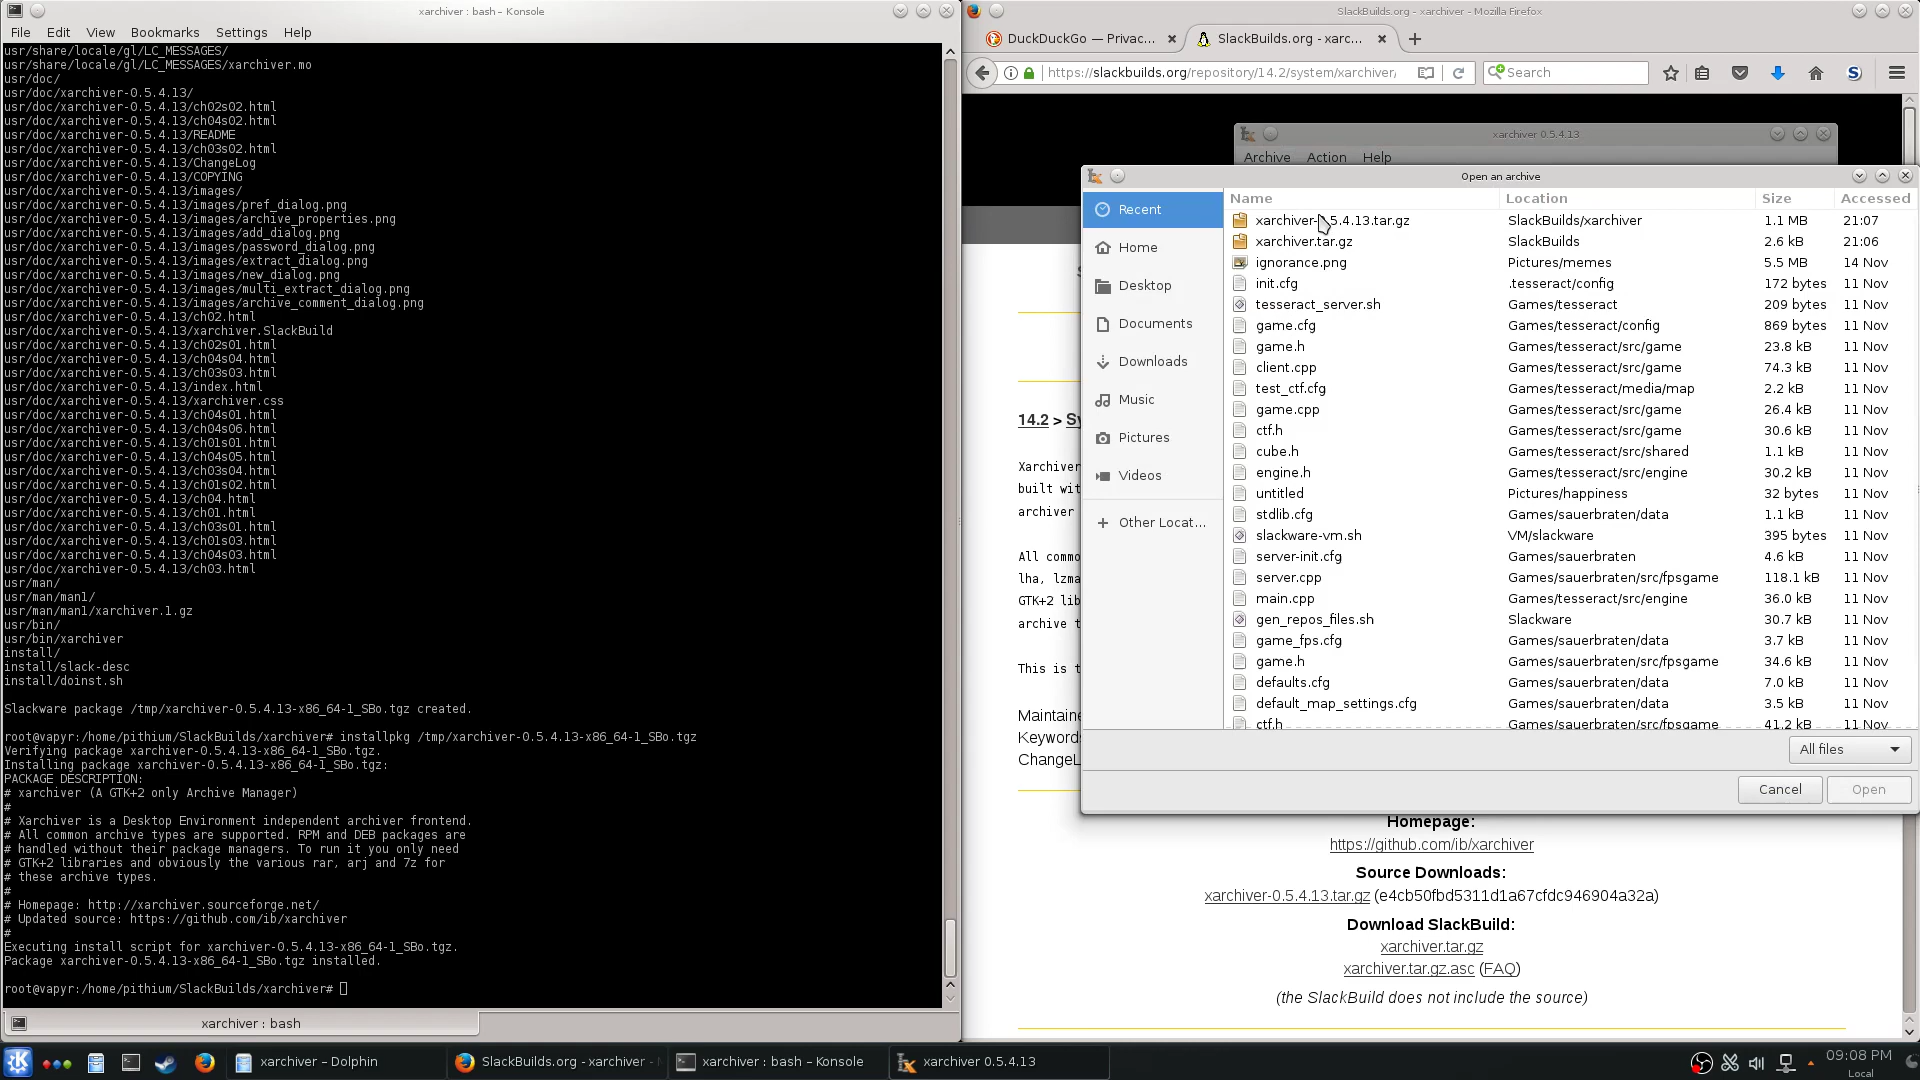 xarchiver : bash – Konsole
File Edit View Bookmarks Settings Help
usr/share/locale/gl/LC_MESSAGES/
usr/share/locale/gl/LC_MESSAGES/xarchiver.mo
usr/doc/
usr/doc/xarchiver-0.5.4.13/
usr/doc/xarchiver-0.5.4.13/ch02s02.html
usr/doc/xarchiver-0.5.4.13/ch04s02.html
usr/doc/xarchiver-0.5.4.13/README
usr/doc/xarchiver-0.5.4.13/ch03s02.html
usr/doc/xarchiver-0.5.4.13/ChangeLog
usr/doc/xarchiver-0.5.4.13/COPYING
usr/doc/xarchiver-0.5.4.13/images/
usr/doc/xarchiver-0.5.4.13/images/pref_dialog.png
usr/doc/xarchiver-0.5.4.13/images/archive_properties.png
usr/doc/xarchiver-0.5.4.13/images/add_dialog.png
usr/doc/xarchiver-0.5.4.13/images/password_dialog.png
usr/doc/xarchiver-0.5.4.13/images/extract_dialog.png
usr/doc/xarchiver-0.5.4.13/images/new_dialog.png
usr/doc/xarchiver-0.5.4.13/images/multi_extract_dialog.png
usr/doc/xarchiver-0.5.4.13/images/archive_comment_dialog.png
usr/doc/xarchiver-0.5.4.13/ch02.html
usr/doc/xarchiver-0.5.4.13/xarchiver.SlackBuild
usr/doc/xarchiver-0.5.4.13/ch02s01.html
usr/doc/xarchiver-0.5.4.13/ch04s04.html
usr/doc/xarchiver-0.5.4.13/ch03s03.html
usr/doc/xarchiver-0.5.4.13/index.html
usr/doc/xarchiver-0.5.4.13/xarchiver.css
usr/doc/xarchiver-0.5.4.13/ch04s01.html
usr/doc/xarchiver-0.5.4.13/ch04s06.html
usr/doc/xarchiver-0.5.4.13/ch01s01.html
usr/doc/xarchiver-0.5.4.13/ch04s05.html
usr/doc/xarchiver-0.5.4.13/ch03s04.html
usr/doc/xarchiver-0.5.4.13/ch01s02.html
usr/doc/xarchiver-0.5.4.13/ch04.html
usr/doc/xarchiver-0.5.4.13/ch01.html
usr/doc/xarchiver-0.5.4.13/ch03s01.html
usr/doc/xarchiver-0.5.4.13/ch01s03.html
usr/doc/xarchiver-0.5.4.13/ch04s03.html
usr/doc/xarchiver-0.5.4.13/ch03.html
usr/man/
usr/man/man1/
usr/man/man1/xarchiver.1.gz
usr/bin/
usr/bin/xarchiver
install/
install/slack-desc
install/doinst.sh
Slackware package /tmp/xarchiver-0.5.4.13-x86_64-1_SBo.tgz created.
root@vapyr:/home/pithium/SlackBuilds/xarchiver# installpkg /tmp/xarchiver-0.5.4.13-x86_64-1_SBo.tgz
Verifying package xarchiver-0.5.4.13-x86_64-1_SBo.tgz.
Installing package xarchiver-0.5.4.13-x86_64-1_SBo.tgz:
PACKAGE DESCRIPTION:
# xarchiver (A GTK+2 only Archive Manager)
#
# Xarchiver is a Desktop Environment independent archiver frontend.
# All common archive types are supported. RPM and DEB packages are
# handled without their package managers. To run it you only need
# GTK+2 libraries and obviously the various rar, arj and 7z for
# these archive types.
#
# Homepage: http://xarchiver.sourceforge.net/
# Updated source: https://github.com/ib/xarchiver
#
Executing install script for xarchiver-0.5.4.13-x86_64-1_SBo.tgz.
Package xarchiver-0.5.4.13-x86_64-1_SBo.tgz installed.
root@vapyr:/home/pithium/SlackBuilds/xarchiver#
xarchiver : bash
SlackBuilds.org - xarchiver - Mozilla Firefox
DuckDuckGo — Privac... SlackBuilds.org - xarc...
https://slackbuilds.org/repository/14.2/system/xarchiver/ Search
xarchiver 0.5.4.13
Archive Action Help
Open an archive
Recent
Home
Desktop
Documents
Downloads
Music
Pictures
Videos
Other Locat...
Name Location Size Accessed
xarchiver-0.5.4.13.tar.gz SlackBuilds/xarchiver 1.1 MB 21:07
xarchiver.tar.gz SlackBuilds 2.6 kB 21:06
ignorance.png Pictures/memes 5.5 MB 14 Nov
init.cfg .tesseract/config 172 bytes 11 Nov
tesseract_server.sh Games/tesseract 209 bytes 11 Nov
game.cfg Games/tesseract/config 869 bytes 11 Nov
game.h Games/tesseract/src/game 23.8 kB 11 Nov
client.cpp Games/tesseract/src/game 74.3 kB 11 Nov
test_ctf.cfg Games/tesseract/media/map 2.2 kB 11 Nov
game.cpp Games/tesseract/src/game 26.4 kB 11 Nov
ctf.h Games/tesseract/src/game 30.6 kB 11 Nov
cube.h Games/tesseract/src/shared 1.1 kB 11 Nov
engine.h Games/tesseract/src/engine 30.2 kB 11 Nov
untitled Pictures/happiness 32 bytes 11 Nov
stdlib.cfg Games/sauerbraten/data 1.1 kB 11 Nov
slackware-vm.sh VM/slackware 395 bytes 11 Nov
server-init.cfg Games/sauerbraten 4.6 kB 11 Nov
server.cpp Games/sauerbraten/src/fpsgame 118.1 kB 11 Nov
main.cpp Games/tesseract/src/engine 36.0 kB 11 Nov
gen_repos_files.sh Slackware 30.7 kB 11 Nov
game_fps.cfg Games/sauerbraten/data 3.7 kB 11 Nov
game.h Games/sauerbraten/src/fpsgame 34.6 kB 11 Nov
defaults.cfg Games/sauerbraten/data 7.0 kB 11 Nov
default_map_settings.cfg Games/sauerbraten/data 3.5 kB 11 Nov
ctf.h Games/sauerbraten/src/fpsgame 41.2 kB 11 Nov
All files
Cancel Open
14.2 > Sy
Xarchiver
built wit
archiver
All commo
lha, lzma
GTK+2 lib
archive t
This is t
Maintaine
Keywords
ChangeL
Homepage:
https://github.com/ib/xarchiver
Source Downloads:
xarchiver-0.5.4.13.tar.gz (e4cb50fbd5311d1a67cfdc946904a32a)
Download SlackBuild:
xarchiver.tar.gz
xarchiver.tar.gz.asc (FAQ)
(the SlackBuild does not include the source)
xarchiver – Dolphin SlackBuilds.org - xarchiver - xarchiver : bash – Konsole xarchiver 0.5.4.13 09:08 PM
Local